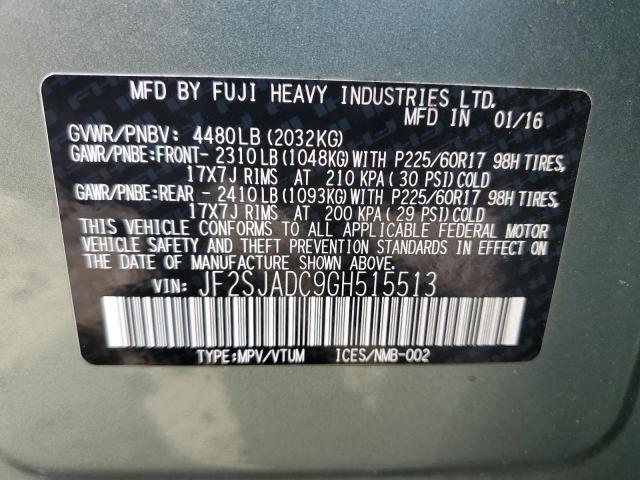 MFD BY FUJI HEAVY INDUSTRIES LTD.
MFD IN 01/16
GVWR/PNBV: 4480LB (2032KG)
GAWR/PNBE:FRONT- 2310LB (1048KG)WITH P225/60R17 98H TIRES,
17X7J RIMS AT 210 KPA (30 PSI)COLD
GAWR/PNBE:REAR - 2410LB (1093KG)WITH P225/60R17 98H TIRES,
17X7J RIMS AT 200 KPA (29 PSI)COLD
THIS VEHICLE CONFORMS TO ALL APPLICABLE FEDERAL MOTOR
VEHICLE SAFETY AND THEFT PREVENTION STANDARDS IN EFFECT
ON THE DATE OF MANUFACTURE SHOWN ABOVE.
VIN: JF2SJADC9GH515513
TYPE:MPV/VTUM ICES/NMB-002